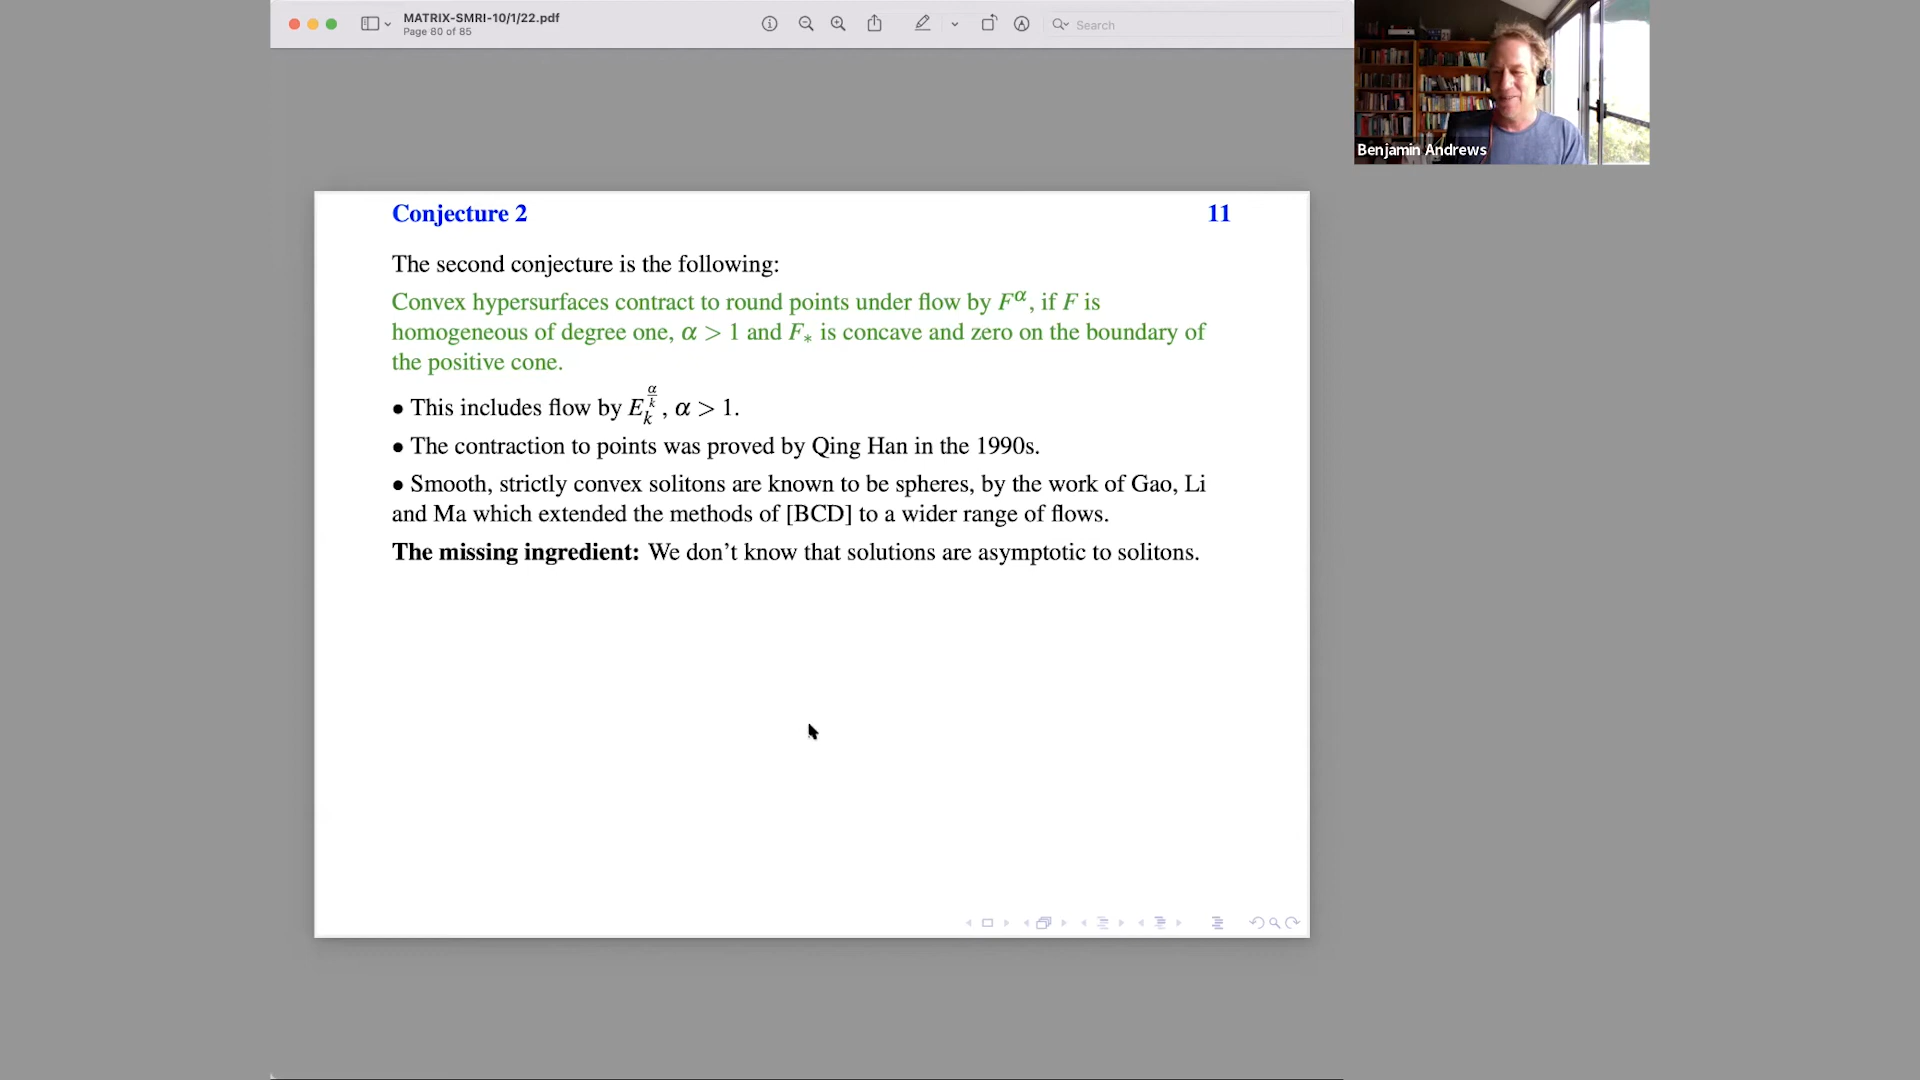 MATRIX-SMRI-10/1/22.pdf
Page 80 of 85
Search
Benjamin Andrews
Conjecture 2 11
The second conjecture is the following:
Convex hypersurfaces contract to round points under flow by F^α, if F is
homogeneous of degree one, α > 1 and F_* is concave and zero on the boundary of
the positive cone.
• This includes flow by E_k^{α/k}, α > 1.
• The contraction to points was proved by Qing Han in the 1990s.
• Smooth, strictly convex solitons are known to be spheres, by the work of Gao, Li
and Ma which extended the methods of [BCD] to a wider range of flows.
The missing ingredient: We don’t know that solutions are asymptotic to solitons.